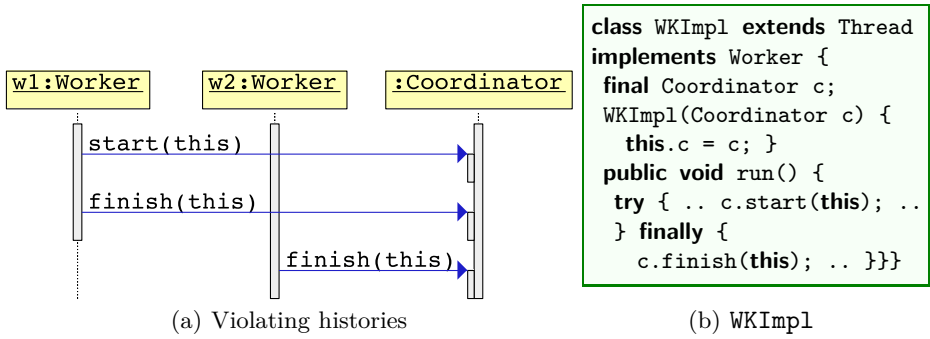 w1:Worker
w2:Worker
:Coordinator
start(this)
finish(this)
finish(this)
(a) Violating histories
class WKImpl extends Thread
implements Worker {
final Coordinator c;
WKImpl(Coordinator c) {
this.c = c; }
public void run() {
try { .. c.start(this); ..
} finally {
c.finish(this); .. }}}
(b) WKImpl